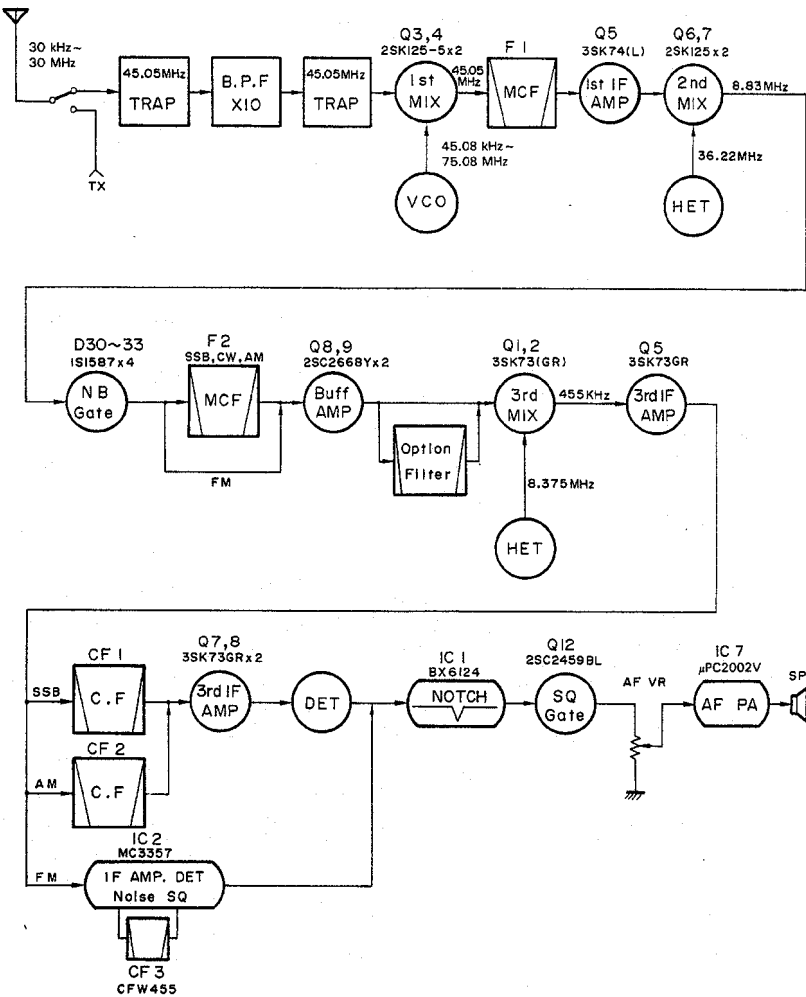 30 kHz~
30 MHz
TX
45.05MHz
TRAP
B.P.F
X10
45.05MHz
TRAP
Q3,4
2SK125-5x2
1st
MIX
45.05
MHz
45.08 kHz~
75.08 MHz
VCO
F1
MCF
Q5
3SK74(L)
1st IF
AMP
Q6,7
2SK125x2
2nd
MIX
8.83MHz
36.22MHz
HET
D30~33
1S1587x4
NB
Gate
F2
SSB,CW,AM
MCF
FM
Q8,9
2SC2668Yx2
Buff
AMP
Option
Filter
Q1,2
3SK73(GR)
3rd
MIX
455KHz
8.375MHz
HET
Q5
3SK73GR
3rd IF
AMP
SSB
CF1
C.F
AM
CF2
C.F
Q7,8
3SK73GRx2
3rd IF
AMP
DET
IC1
BX6124
NOTCH
Q12
2SC2459BL
SQ
Gate
AF VR
IC7
μPC2002V
AF PA
SP
FM
IC2
MC3357
IF AMP. DET
Noise SQ
CF3
CFW455